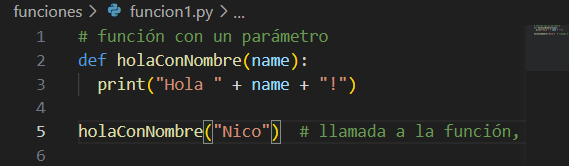 funciones > funcion1.py > ...
1 # función con un parámetro
2 def holaConNombre(name):
3 print("Hola " + name + "!")
4
5 holaConNombre("Nico") # llamada a la función,
6